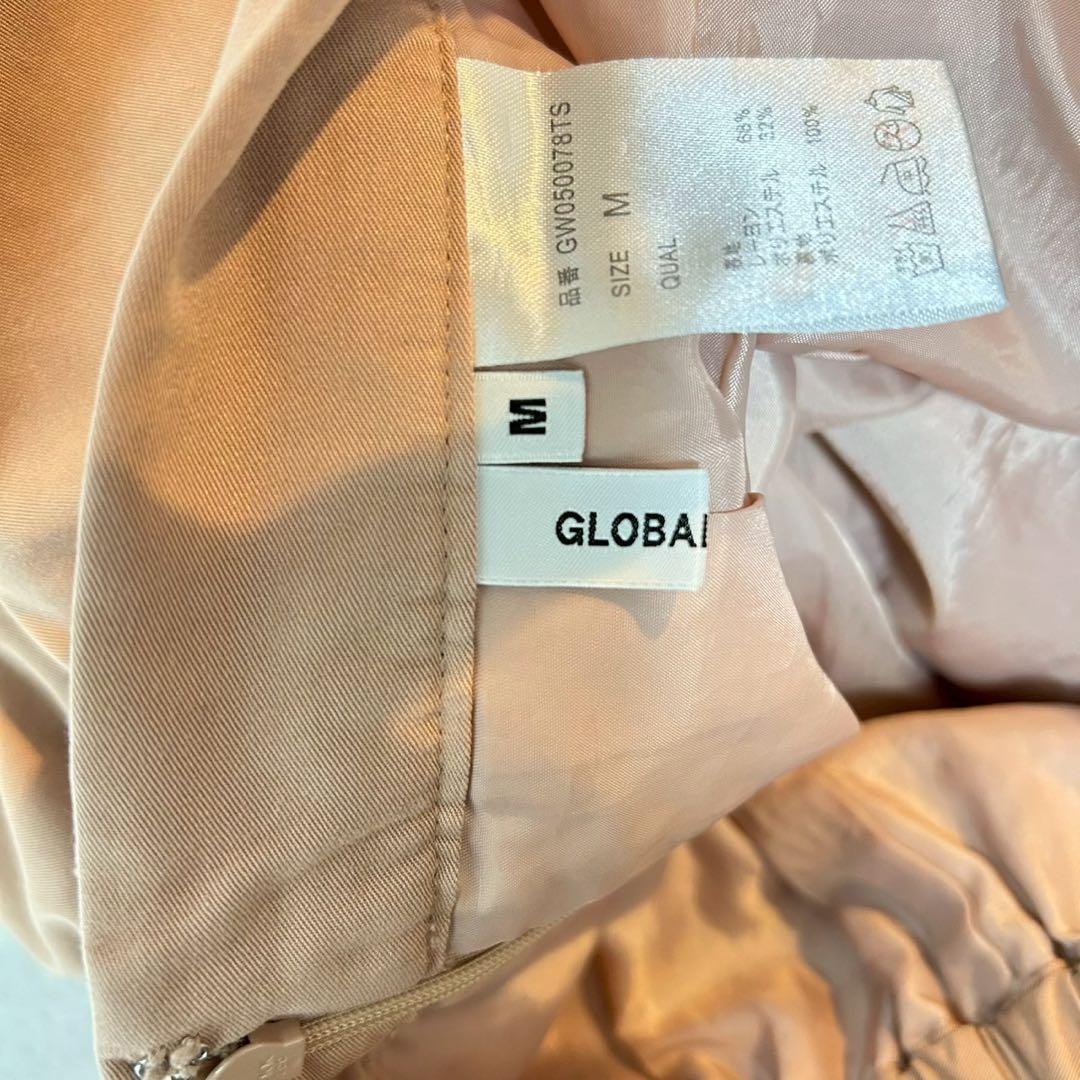 品番 GW050078TS
SIZE M
QUAL
表地
レーヨン 68%
ポリエステル 32%
裏地
ポリエステル 100%
M
GLOBAL